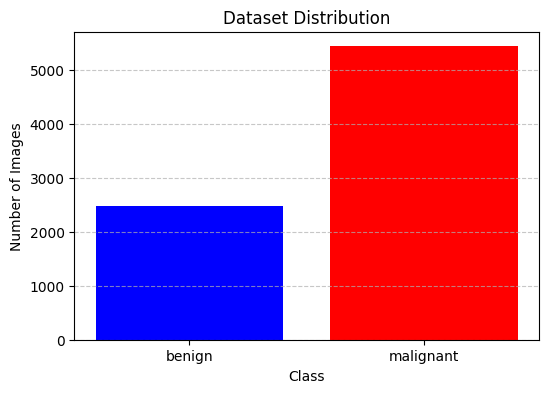 Dataset Distribution
Number of Images
5000
4000
3000
2000
1000
0
benign malignant
Class